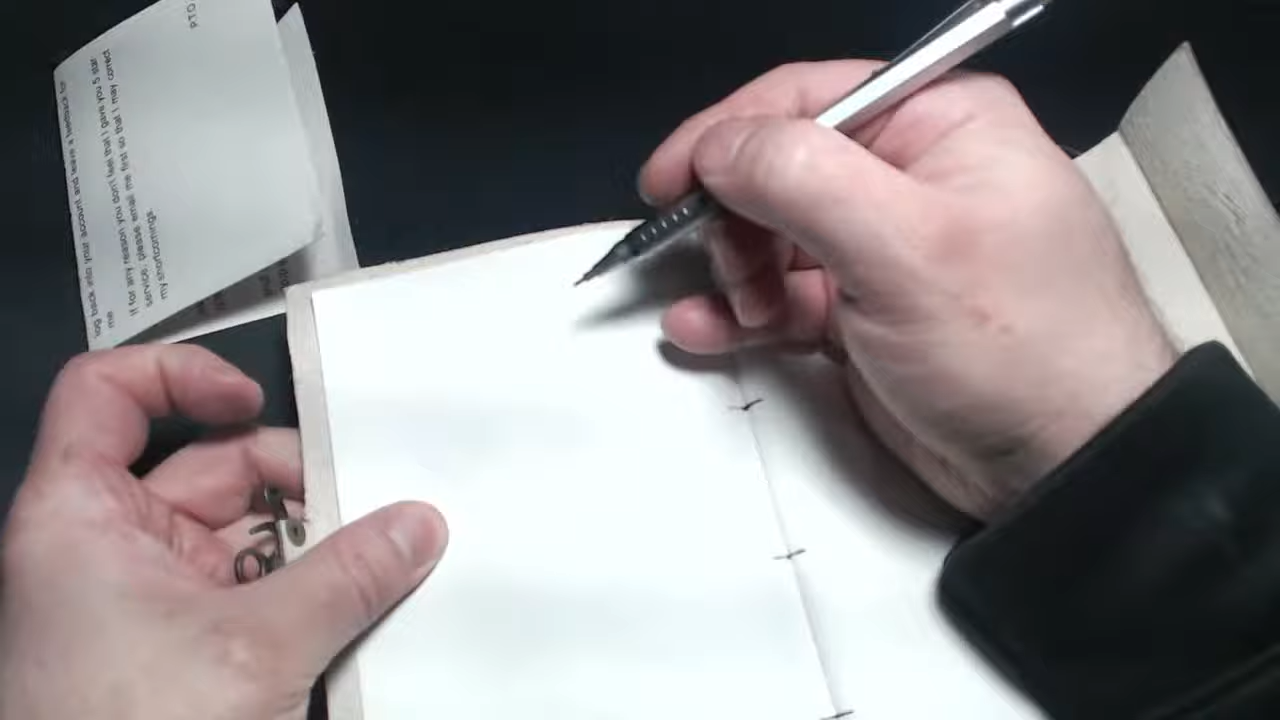 PTO
log back into your account and leave a feedback for
me
If for any reason you don't feel that I gave you 5 star
service, please email me first so that I may correct
my shortcomings.